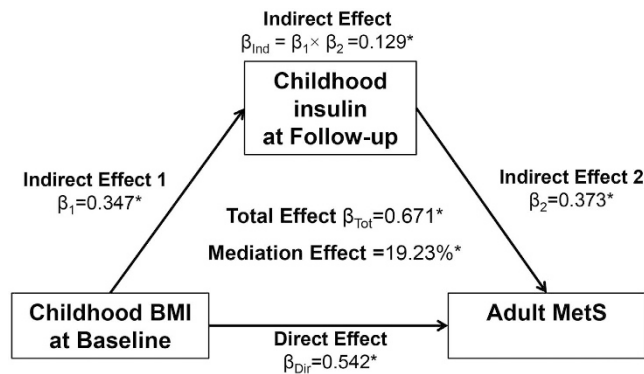 Indirect Effect
βInd = β1 × β2 =0.129*
Childhood
insulin
at Follow-up
Indirect Effect 1
β1=0.347*
Indirect Effect 2
β2=0.373*
Total Effect βTot=0.671*
Mediation Effect =19.23%*
Childhood BMI
at Baseline
Adult MetS
Direct Effect
βDir=0.542*